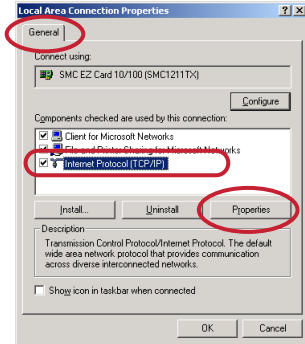 Local Area Connection Properties
General
Connect using:
SMC EZ Card 10/100 (SMC1211TX)
Configure
Components checked are used by this connection:
Client for Microsoft Networks
File and Printer Sharing for Microsoft Networks
Internet Protocol (TCP/IP)
Install... Uninstall Properties
Description
Transmission Control Protocol/Internet Protocol. The default
wide area network protocol that provides communication
across diverse interconnected networks.
Show icon in taskbar when connected
OK Cancel